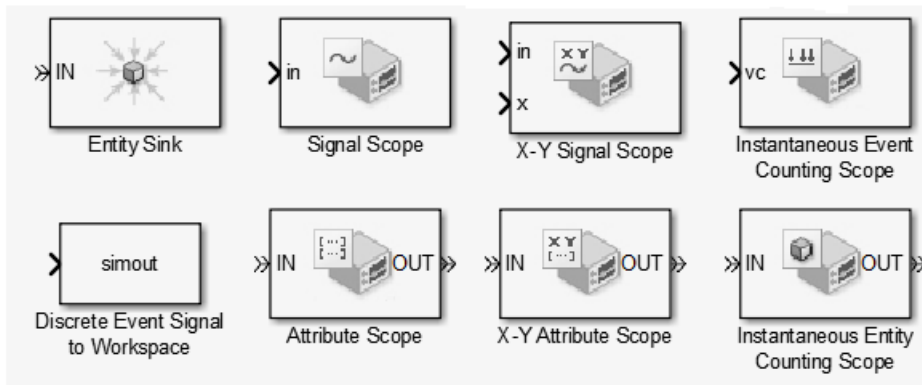 IN
Entity Sink
in
Signal Scope
in
X Y
x
X-Y Signal Scope
vc
Instantaneous Event
Counting Scope
simout
Discrete Event Signal
to Workspace
IN
[...]
[...]
OUT
Attribute Scope
IN
X Y
[...]
OUT
X-Y Attribute Scope
IN
OUT
Instantaneous Entity
Counting Scope